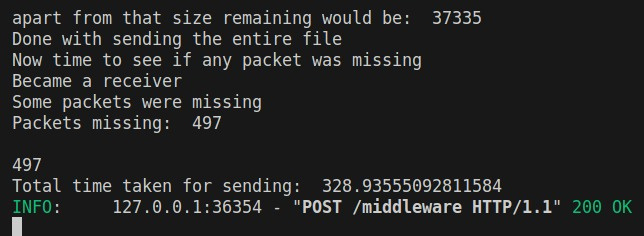 apart from that size remaining would be:  37335
Done with sending the entire file
Now time to see if any packet was missing
Became a receiver
Some packets were missing
Packets missing:  497

497
Total time taken for sending:  328.93555092811584
INFO:     127.0.0.1:36354 - "POST /middleware HTTP/1.1" 200 OK